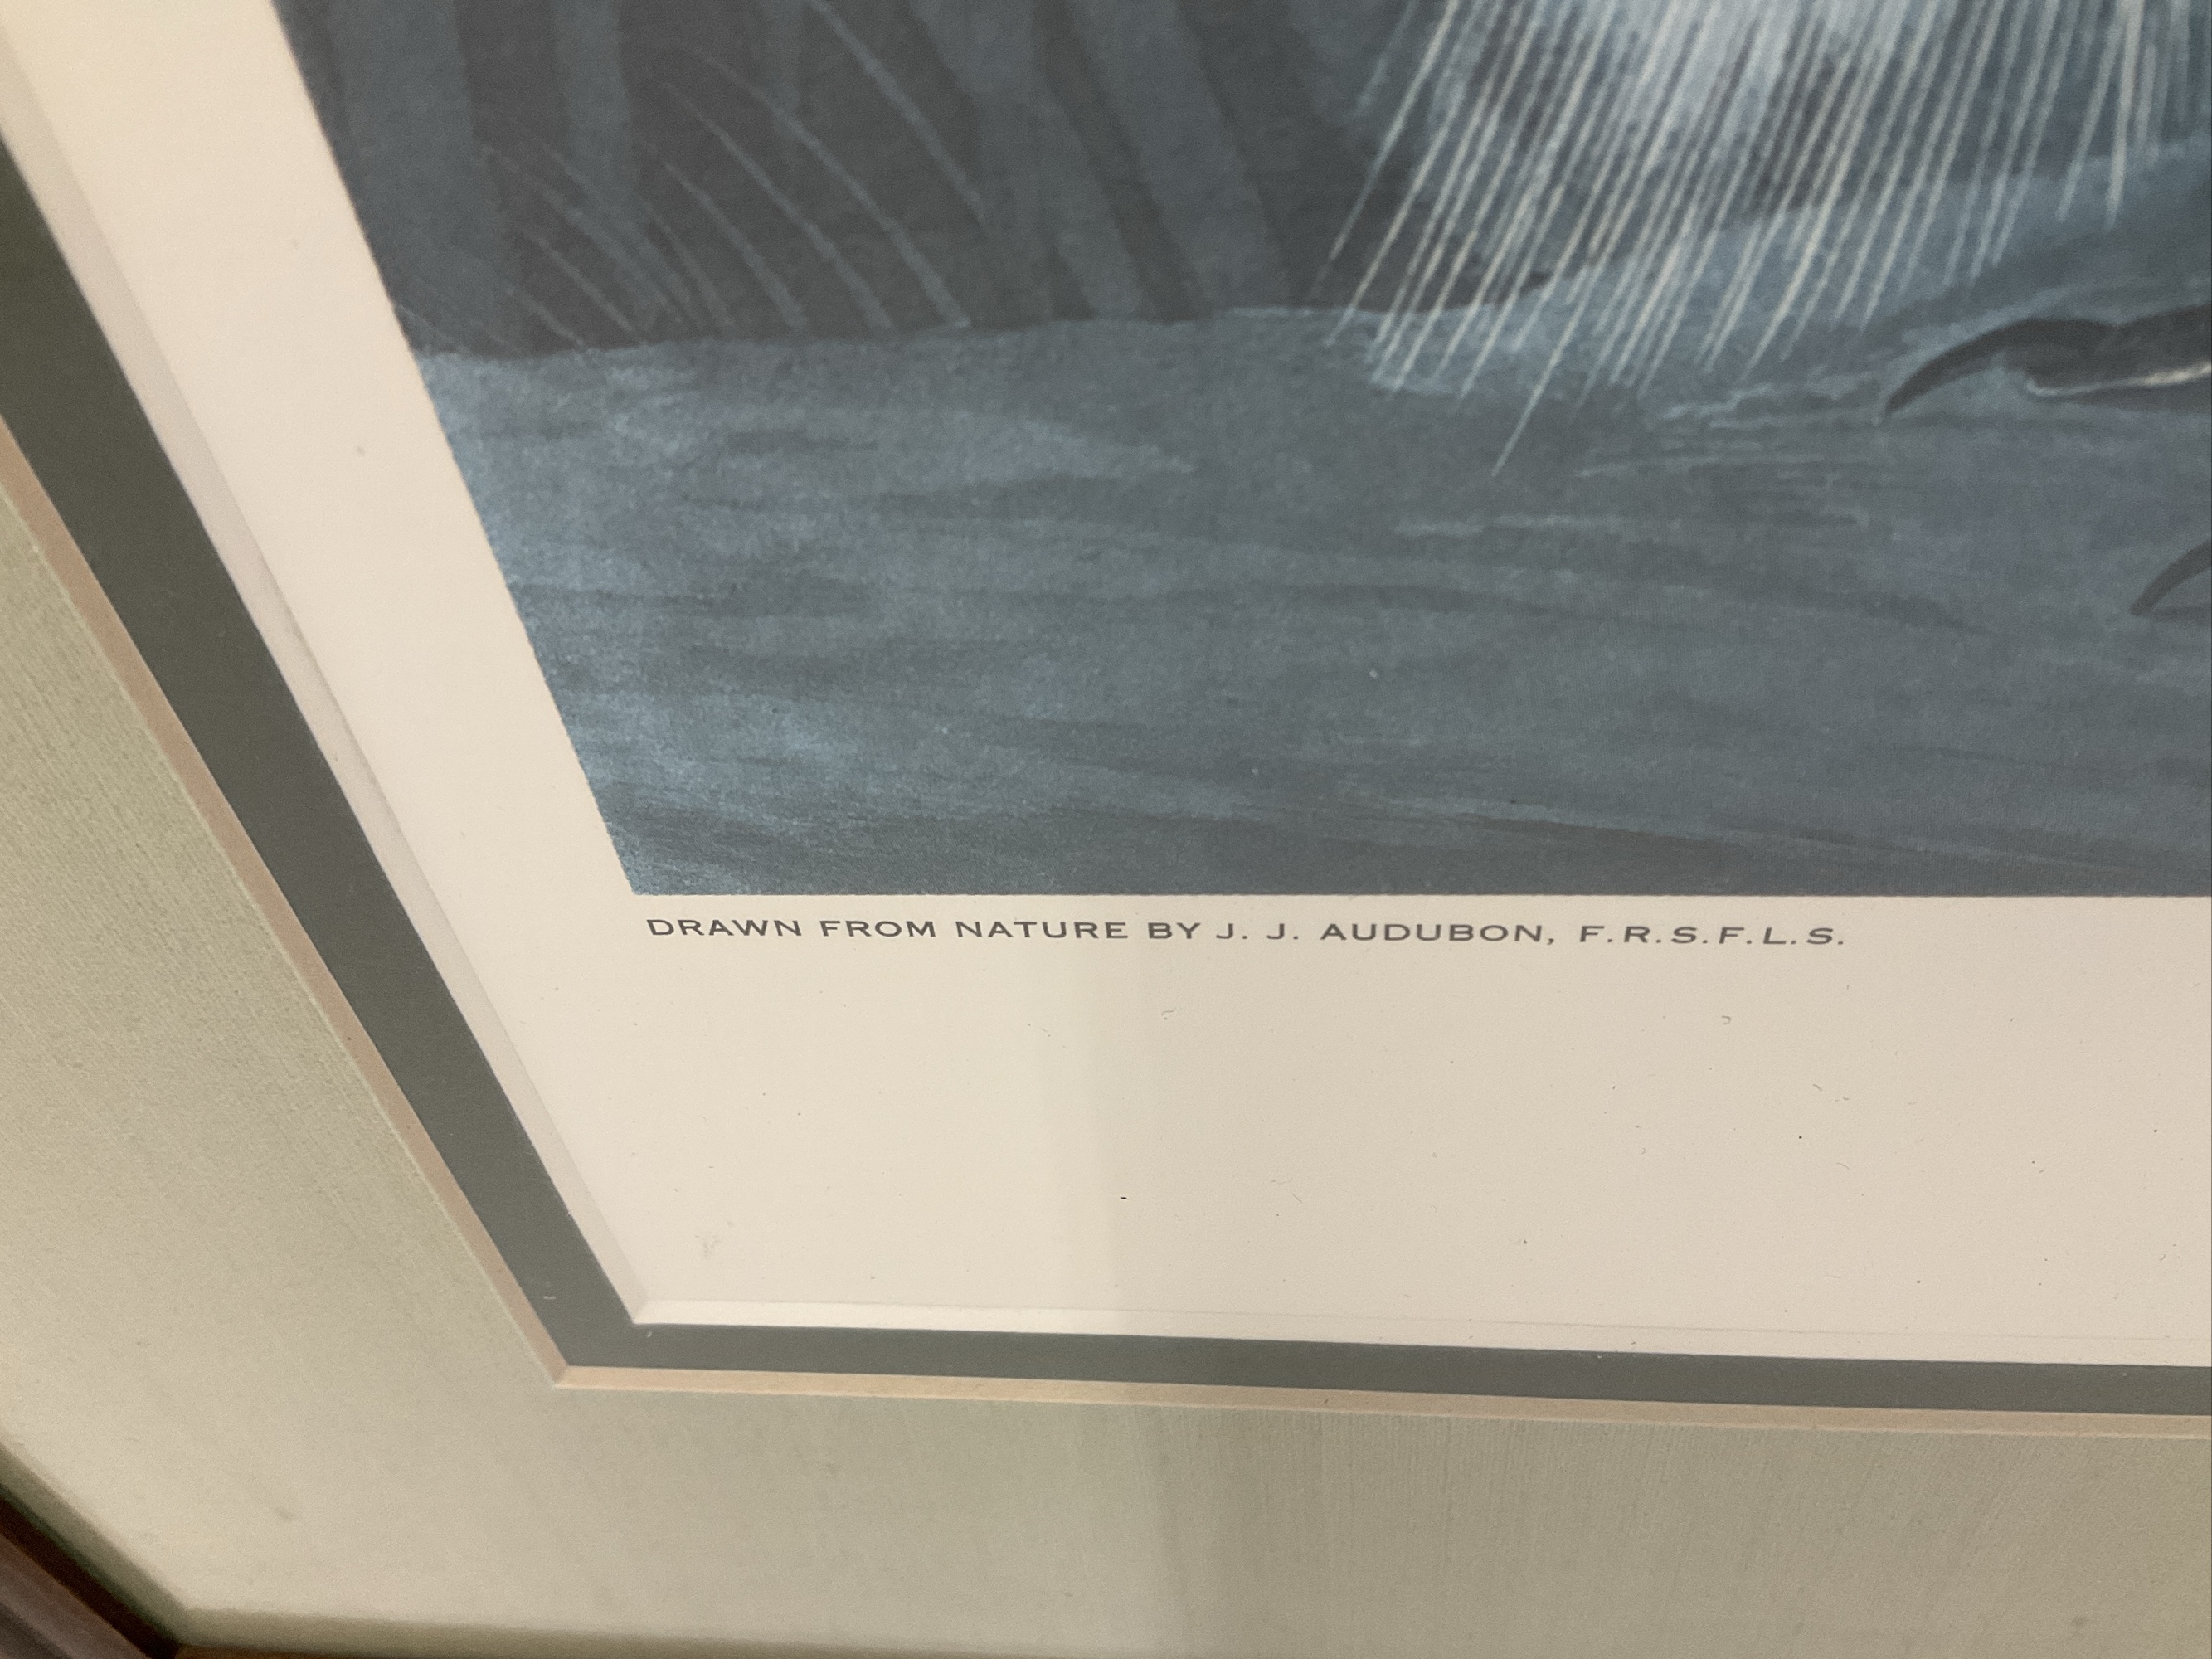 DRAWN FROM NATURE BY J. J. AUDUBON, F.R.S.F.L.S.